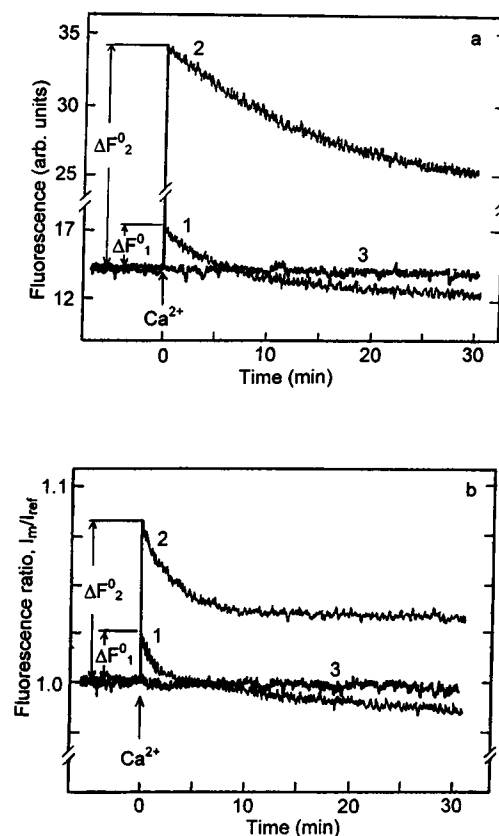 a
35
33
25
17
12
Fluorescence (arb. units)
ΔF⁰₂
ΔF⁰₁
2
1
3
Ca²⁺
0 10 20 30
Time (min)
b
1.1
1.0
Fluorescence ratio, Iₘ/I_ref
ΔF⁰₂
ΔF⁰₁
2
1
3
Ca²⁺
0 10 20 30
Time (min)